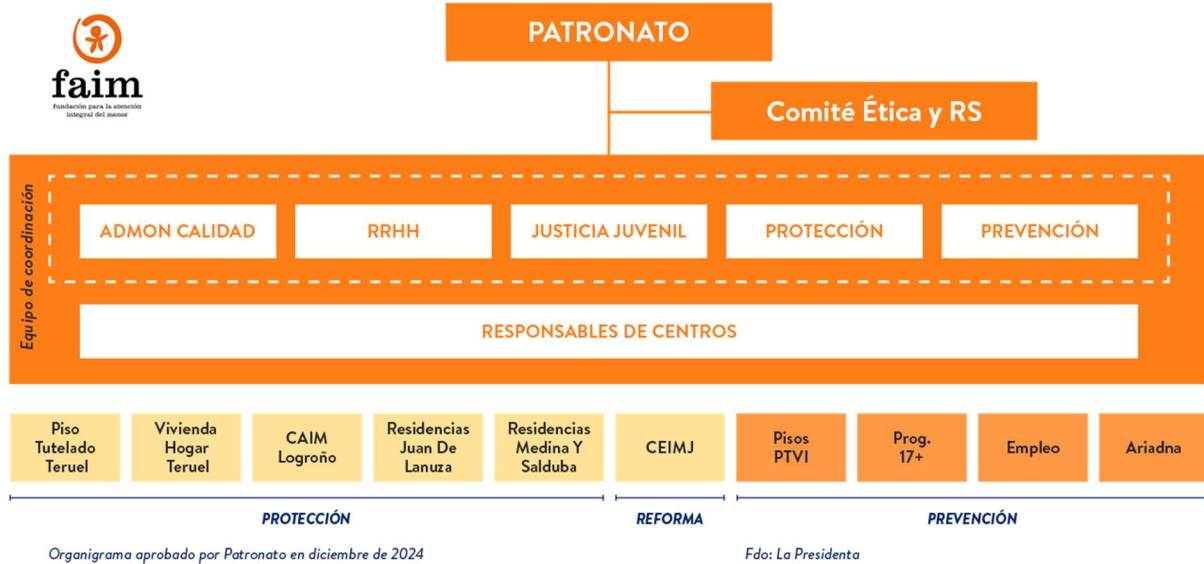 faim
fundación para la atención
integral del menor
PATRONATO
Comité Ética y RS
Equipo de coordinación
ADMON CALIDAD
RRHH
JUSTICIA JUVENIL
PROTECCIÓN
PREVENCIÓN
RESPONSABLES DE CENTROS
Piso
Tutelado
Teruel
Vivienda
Hogar
Teruel
CAIM
Logroño
Residencias
Juan De
Lanuza
Residencias
Medina Y
Salduba
CEIMJ
Pisos
PTVI
Prog.
17+
Empleo
Ariadna
PROTECCIÓN
REFORMA
PREVENCIÓN
Organigrama aprobado por Patronato en diciembre de 2024
Fdo: La Presidenta